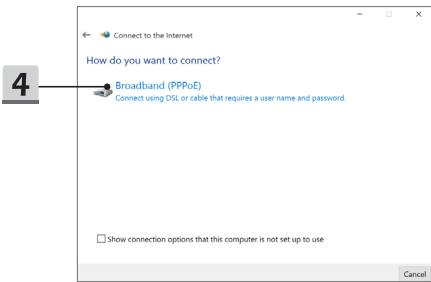 Connect to the Internet
How do you want to connect?
4
Broadband (PPPoE)
Connect using DSL or cable that requires a user name and password.
Show connection options that this computer is not set up to use
Cancel